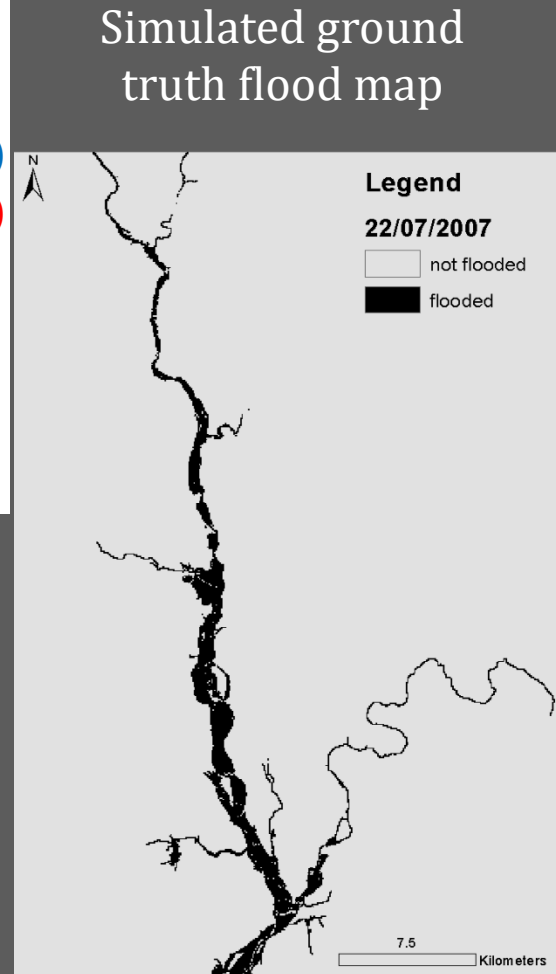 Simulated ground
truth flood map
N
Legend
22/07/2007
not flooded
flooded
7.5
Kilometers